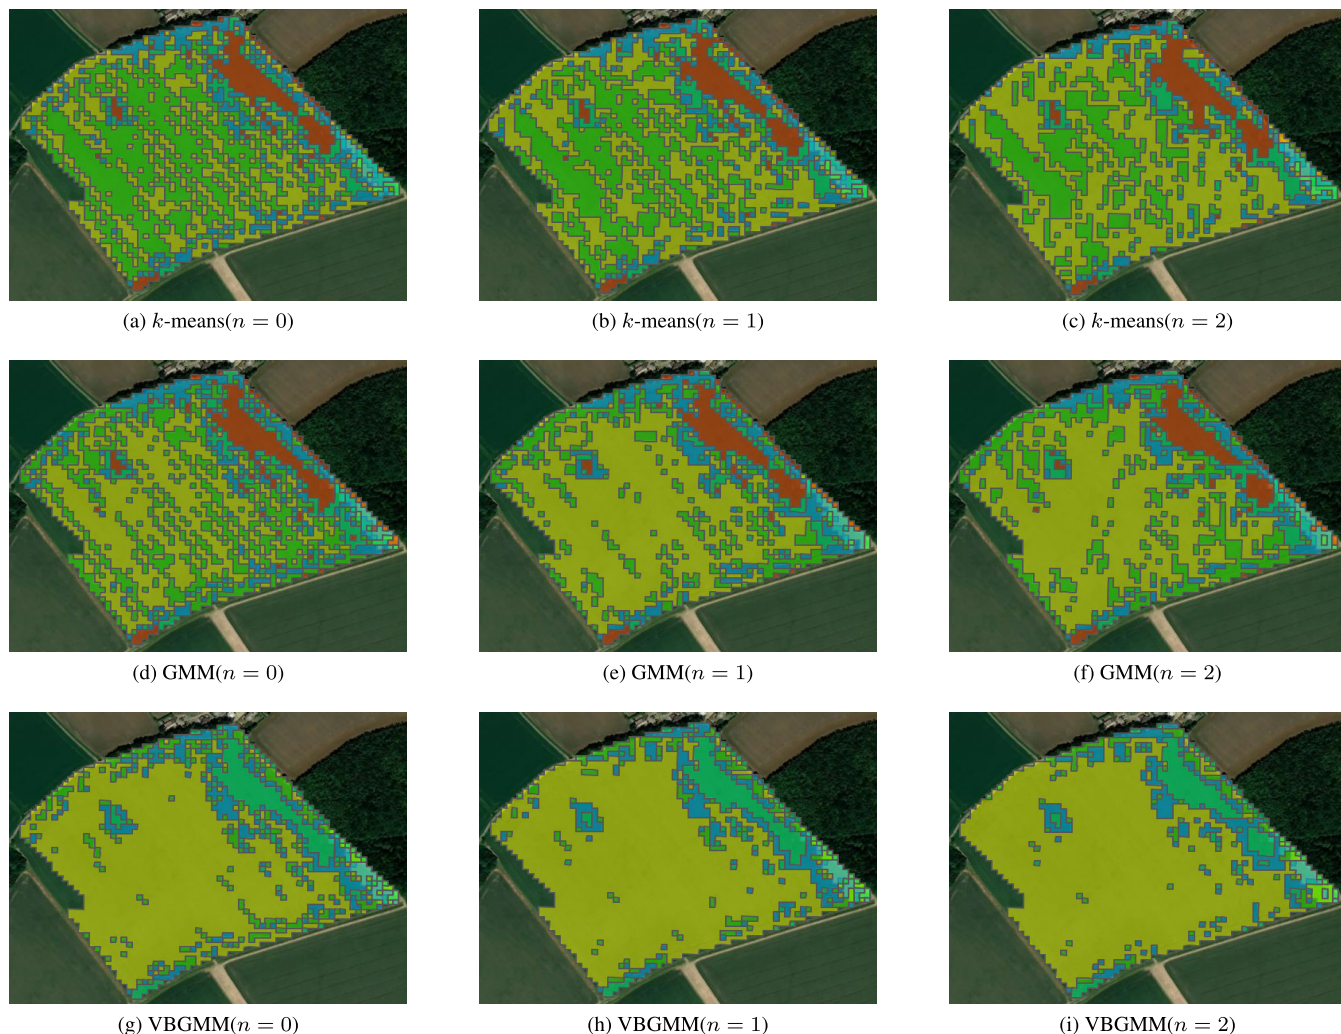 (a) k-means(n = 0)
(b) k-means(n = 1)
(c) k-means(n = 2)
(d) GMM(n = 0)
(e) GMM(n = 1)
(f) GMM(n = 2)
(g) VBGMM(n = 0)
(h) VBGMM(n = 1)
(i) VBGMM(n = 2)